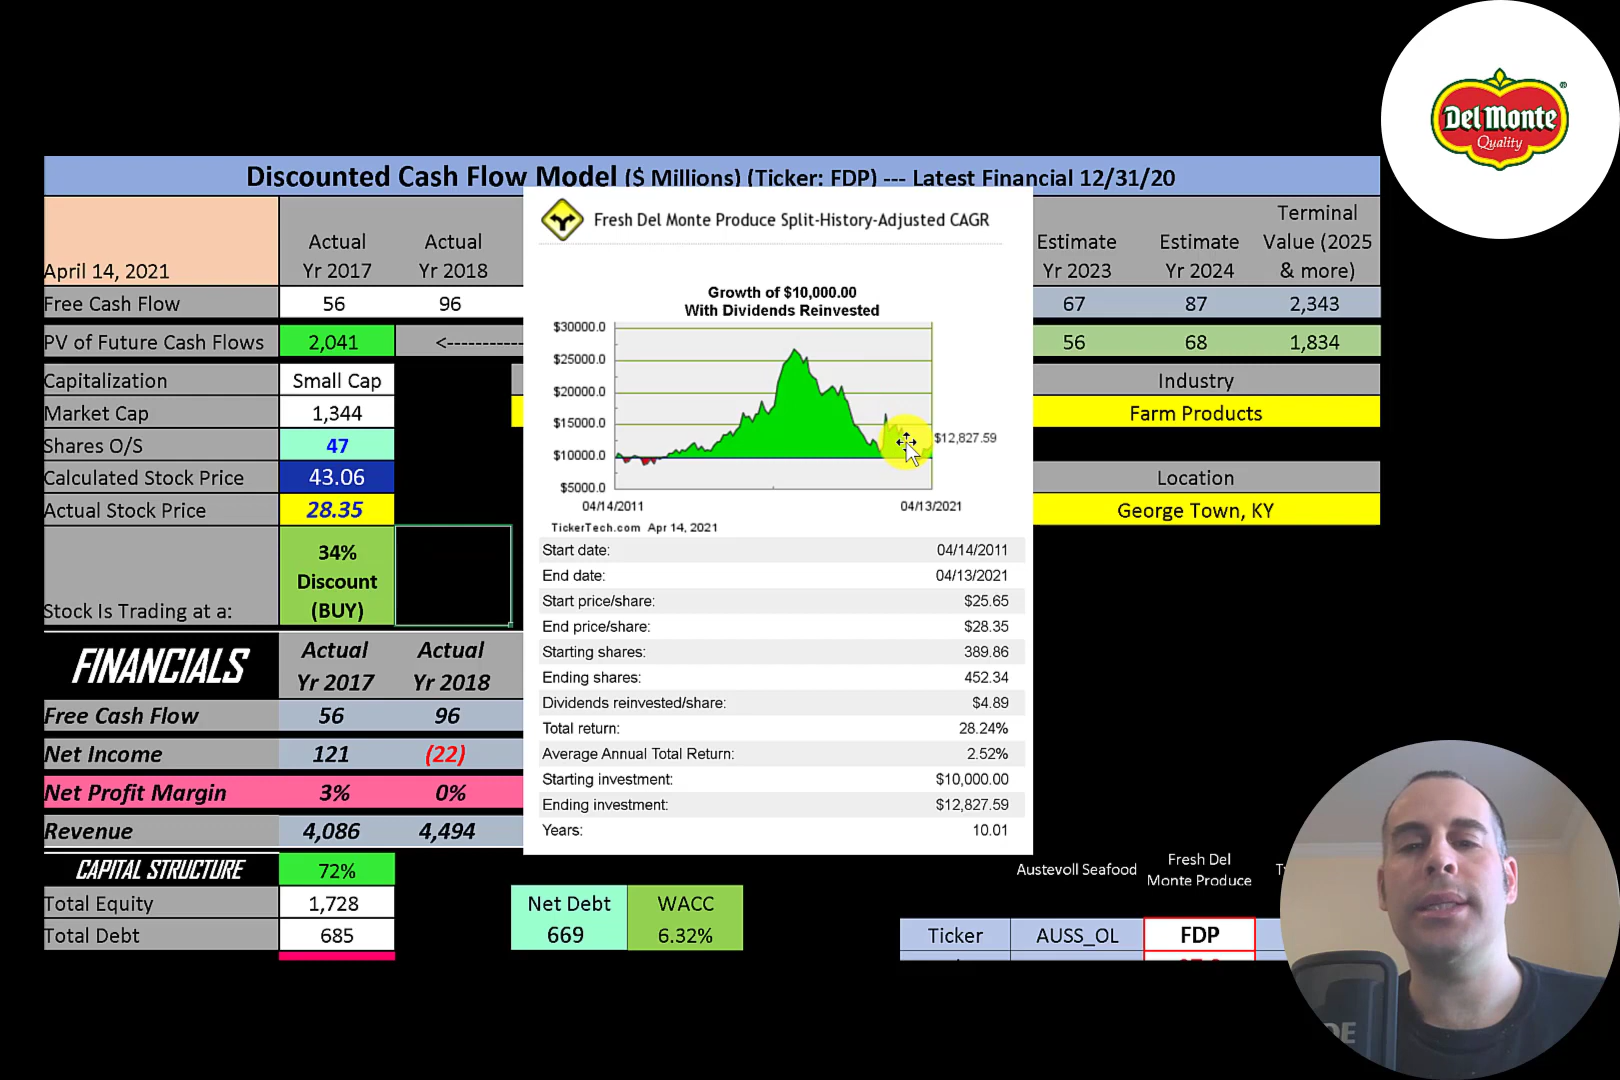 Del Monte
®
Quality
Discounted Cash Flow Model ($ Millions) (Ticker: FDP) --- Latest Financial 12/31/20
April 14, 2021
Actual
Yr 2017
Actual
Yr 2018
Estimate
Yr 2023
Estimate
Yr 2024
Terminal
Value (2025
& more)
Free Cash Flow 56 96 67 87 2,343
PV of Future Cash Flows 2,041 <----------- 56 68 1,834
Capitalization Small Cap Industry
Market Cap 1,344 Farm Products
Shares O/S 47
Calculated Stock Price 43.06 Location
Actual Stock Price 28.35 George Town, KY
Stock Is Trading at a:
34%
Discount
(BUY)
FINANCIALS
Actual
Yr 2017
Actual
Yr 2018
Free Cash Flow 56 96
Net Income 121 (22)
Net Profit Margin 3% 0%
Revenue 4,086 4,494
CAPITAL STRUCTURE 72%
Total Equity 1,728
Total Debt 685
Net Debt WACC
669 6.32%
Fresh Del Monte Produce Split-History-Adjusted CAGR
Growth of $10,000.00
With Dividends Reinvested
$30000.0
$25000.0
$20000.0
$15000.0
$10000.0
$5000.0
$12,827.59
04/14/2011 04/13/2021
TickerTech.com Apr 14, 2021
Start date: 04/14/2011
End date: 04/13/2021
Start price/share: $25.65
End price/share: $28.35
Starting shares: 389.86
Ending shares: 452.34
Dividends reinvested/share: $4.89
Total return: 28.24%
Average Annual Total Return: 2.52%
Starting investment: $10,000.00
Ending investment: $12,827.59
Years: 10.01
Austevoll Seafood
Fresh Del
Monte Produce
Ticker AUSS_OL FDP